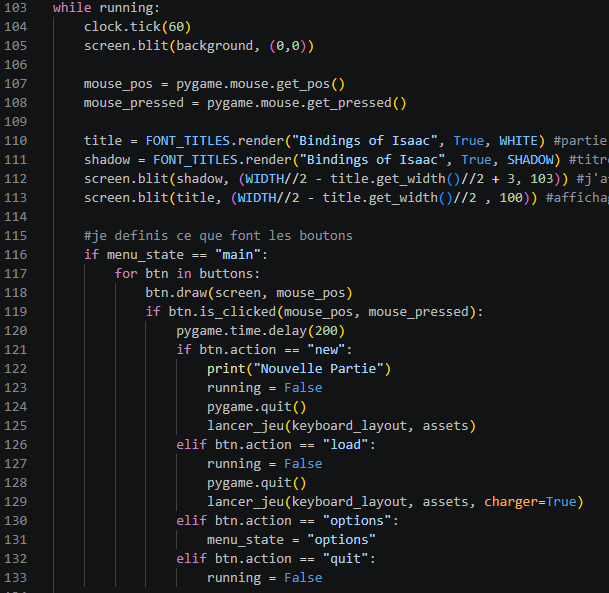 103 while running:
104     clock.tick(60)
105     screen.blit(background, (0,0))
106
107     mouse_pos = pygame.mouse.get_pos()
108     mouse_pressed = pygame.mouse.get_pressed()
109
110     title = FONT_TITLES.render("Bindings of Isaac", True, WHITE) #partie
111     shadow = FONT_TITLES.render("Bindings of Isaac", True, SHADOW) #titr
112     screen.blit(shadow, (WIDTH//2 - title.get_width()//2 + 3, 103)) #j'a
113     screen.blit(title, (WIDTH//2 - title.get_width()//2 , 100)) #affichag
114
115     #je definis ce que font les boutons
116     if menu_state == "main":
117         for btn in buttons:
118             btn.draw(screen, mouse_pos)
119             if btn.is_clicked(mouse_pos, mouse_pressed):
120                 pygame.time.delay(200)
121                 if btn.action == "new":
122                     print("Nouvelle Partie")
123                     running = False
124                     pygame.quit()
125                     lancer_jeu(keyboard_layout, assets)
126                 elif btn.action == "load":
127                     running = False
128                     pygame.quit()
129                     lancer_jeu(keyboard_layout, assets, charger=True)
130                 elif btn.action == "options":
131                     menu_state = "options"
132                 elif btn.action == "quit":
133                     running = False